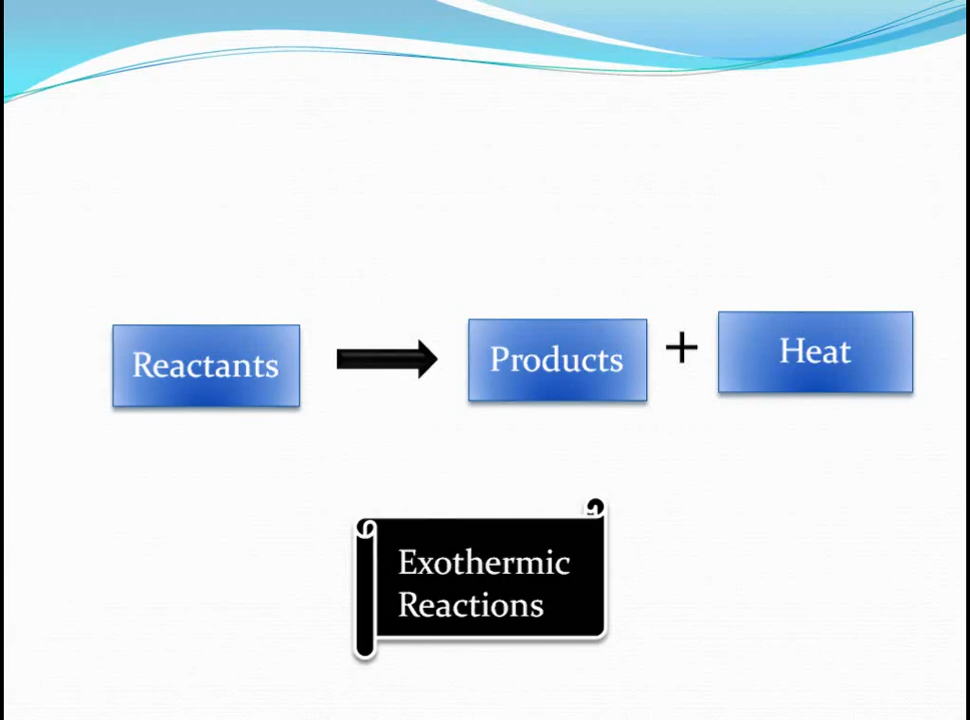 Reactants
Products + Heat
Exothermic
Reactions